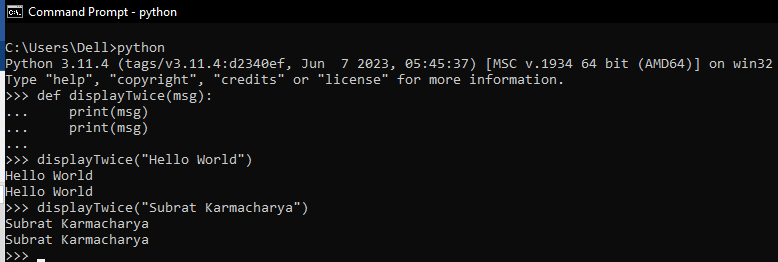 Command Prompt - python
C:\Users\Dell>python
Python 3.11.4 (tags/v3.11.4:d2340ef, Jun  7 2023, 05:45:37) [MSC v.1934 64 bit (AMD64)] on win32
Type "help", "copyright", "credits" or "license" for more information.
>>> def displayTwice(msg):
...     print(msg)
...     print(msg)
...
>>> displayTwice("Hello World")
Hello World
Hello World
>>> displayTwice("Subrat Karmacharya")
Subrat Karmacharya
Subrat Karmacharya
>>>